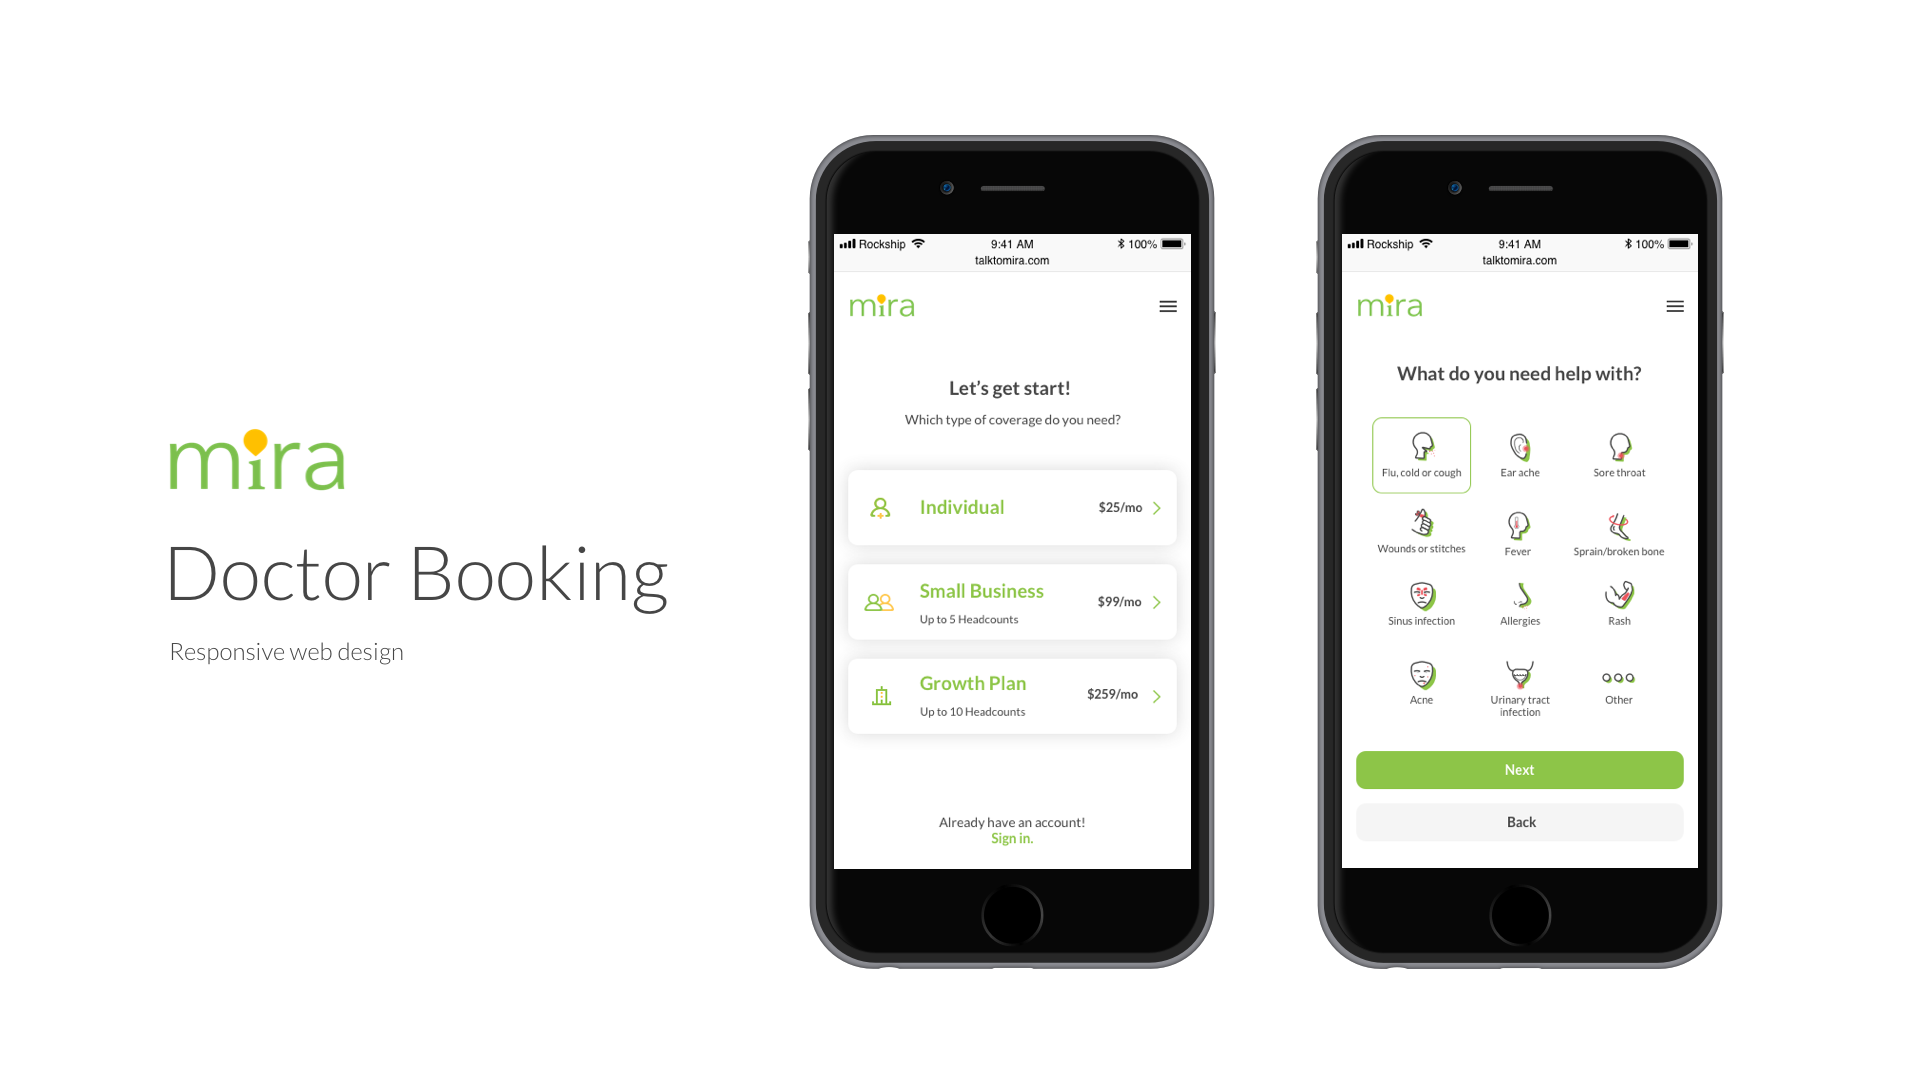 mira
Doctor Booking
Responsive web design
Rockship
9:41 AM
100%
talktomira.com
mira
Let's get start!
Which type of coverage do you need?
Individual
$25/mo
Small Business
$99/mo
Up to 5 Headcounts
Growth Plan
$259/mo
Up to 10 Headcounts
Already have an account!
Sign in.
Rockship
9:41 AM
100%
talktomira.com
mira
What do you need help with?
Flu, cold or cough
Ear ache
Sore throat
Wounds or stitches
Fever
Sprain/broken bone
Sinus infection
Allergies
Rash
Acne
Urinary tract
infection
Other
Next
Back